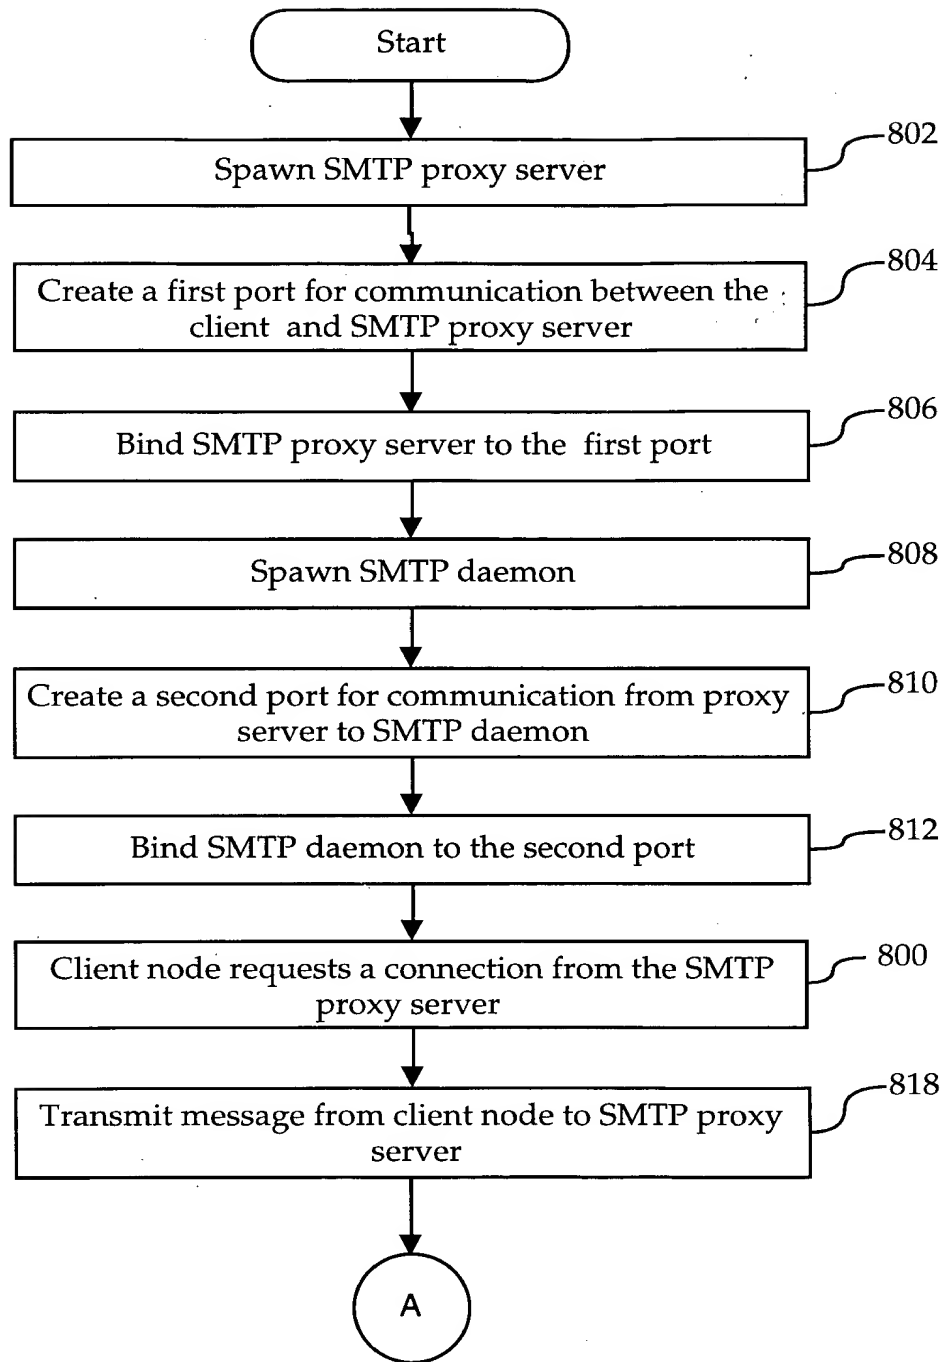 Start
Spawn SMTP proxy server
802
Create a first port for communication between the
client and SMTP proxy server
804
Bind SMTP proxy server to the first port
806
Spawn SMTP daemon
808
Create a second port for communication from proxy
server to SMTP daemon
810
Bind SMTP daemon to the second port
812
Client node requests a connection from the SMTP
proxy server
800
Transmit message from client node to SMTP proxy
server
818
A